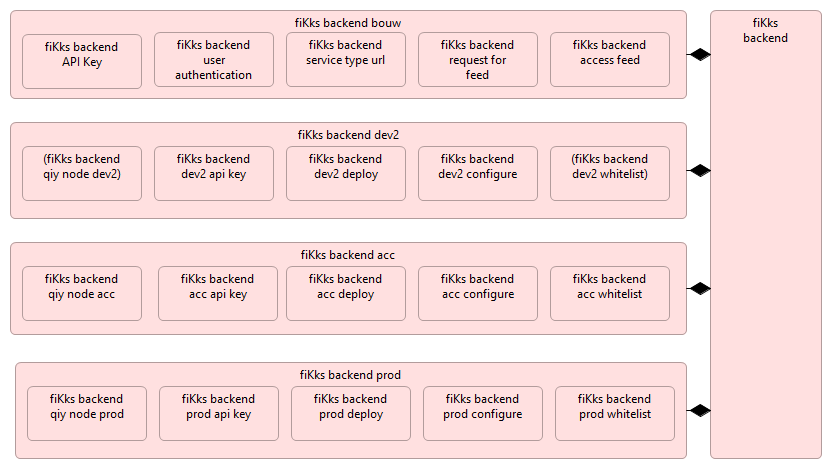 fiKks backend bouw
fiKks backend
API Key
fiKks backend
user
authentication
fiKks backend
service type url
fiKks backend
request for
feed
fiKks backend
access feed
fiKks
backend
fiKks backend dev2
(fiKks backend
qiy node dev2)
fiKks backend
dev2 api key
fiKks backend
dev2 deploy
fiKks backend
dev2 configure
(fiKks backend
dev2 whitelist)
fiKks backend acc
fiKks backend
qiy node acc
fiKks backend
acc api key
fiKks backend
acc deploy
fiKks backend
acc configure
fiKks backend
acc whitelist
fiKks backend prod
fiKks backend
qiy node prod
fiKks backend
prod api key
fiKks backend
prod deploy
fiKks backend
prod configure
fiKks backend
prod whitelist